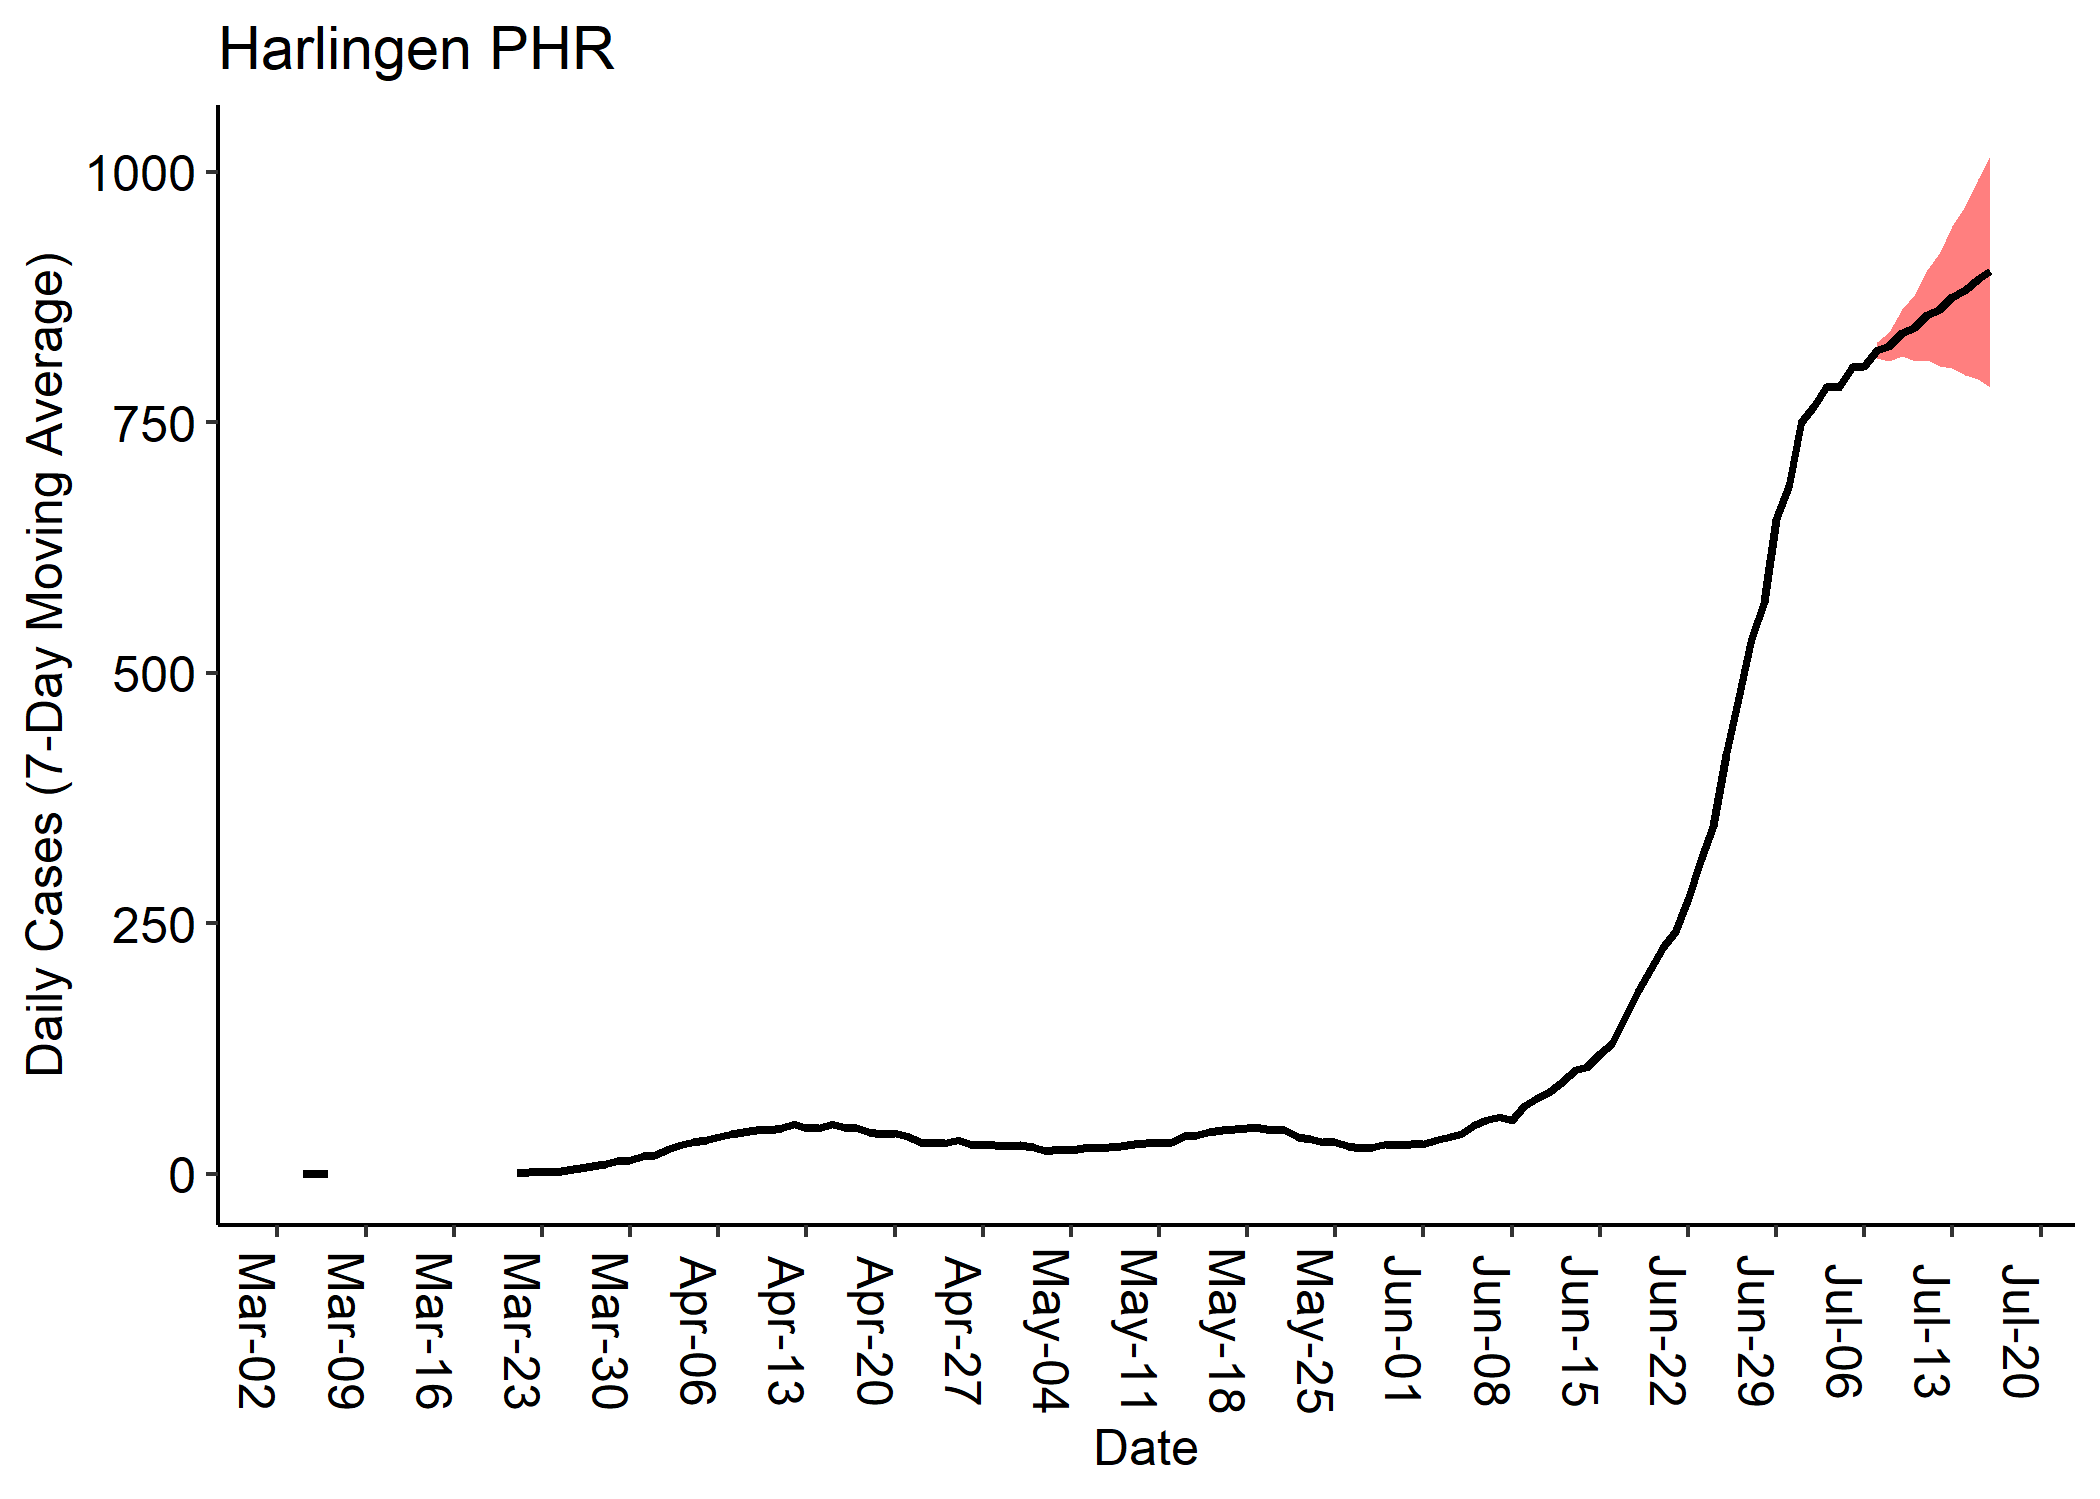 Harlingen PHR
Daily Cases (7-Day Moving Average)
1000
750
500
250
0
Mar-02
Mar-09
Mar-16
Mar-23
Mar-30
Apr-06
Apr-13
Apr-20
Apr-27
May-04
May-11
May-18
May-25
Jun-01
Jun-08
Jun-15
Jun-22
Jun-29
Jul-06
Jul-13
Jul-20
Date